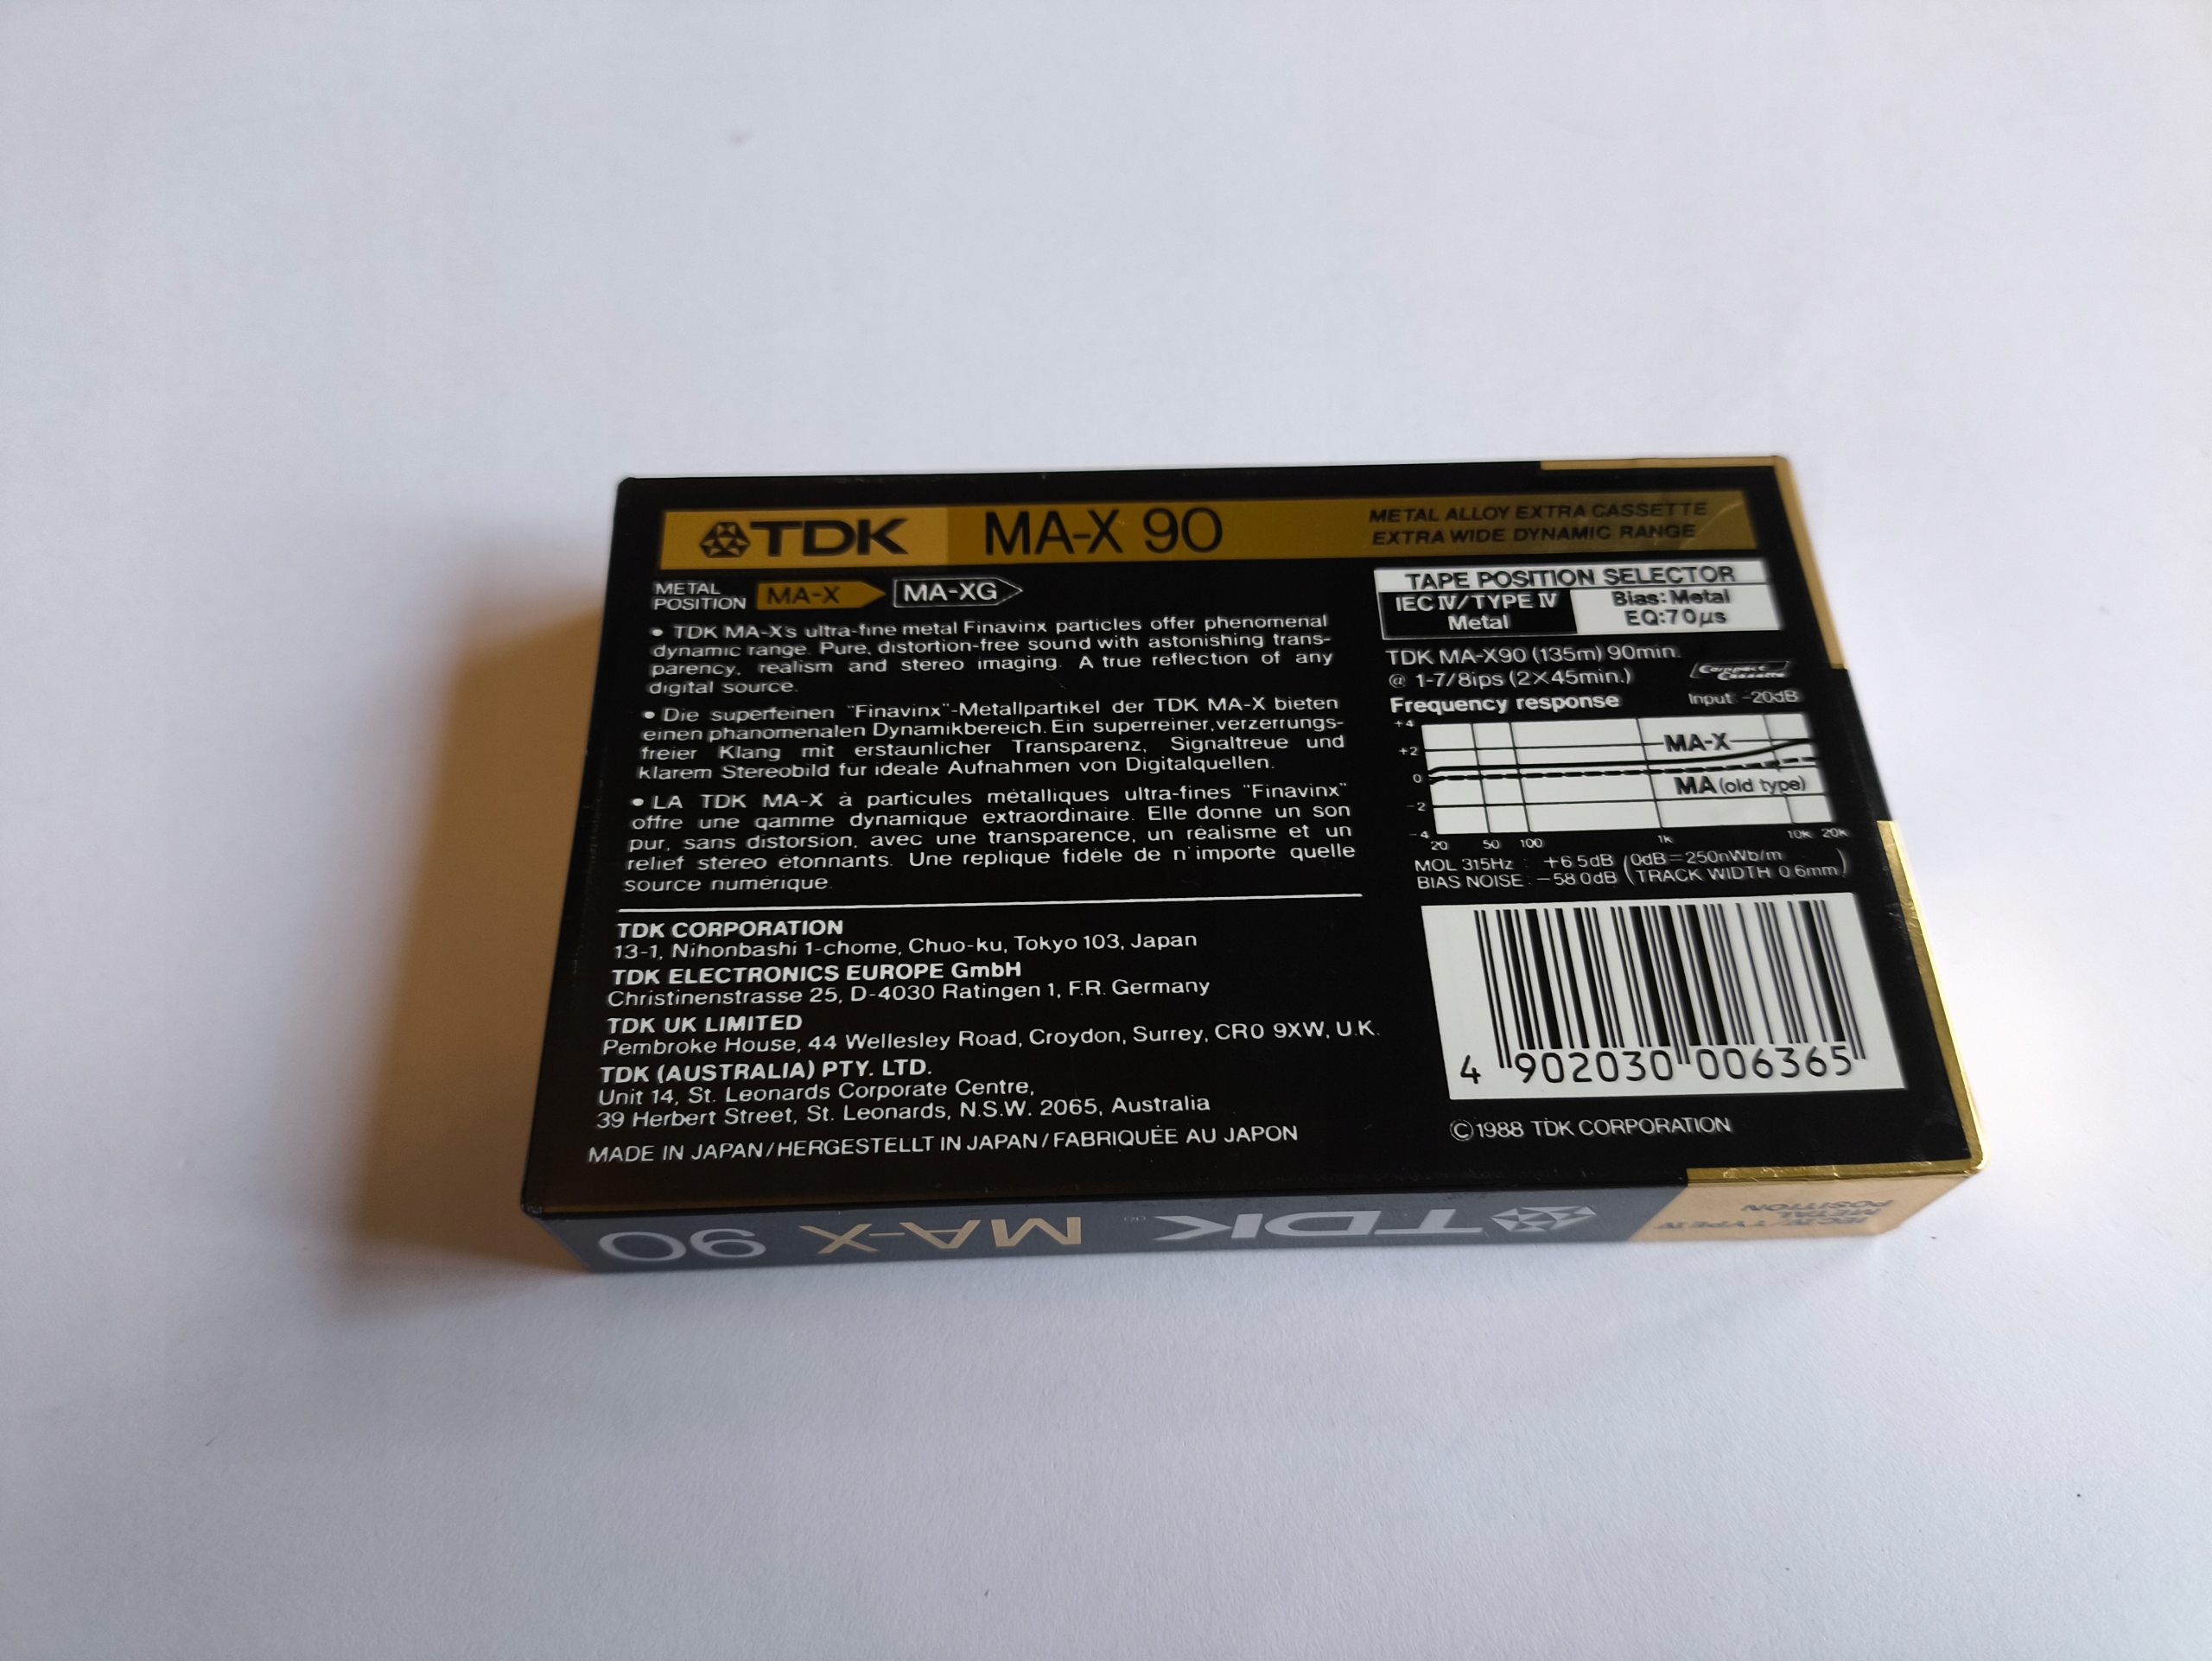 TDK MA-X 90
METAL ALLOY EXTRA CASSETTE
EXTRA WIDE DYNAMIC RANGE
METAL
POSITION
MA-X
MA-XG
• TDK MA-X's ultra-fine metal Finavinx particles offer phenomenal
dynamic range. Pure, distortion-free sound with astonishing trans-
parency, realism and stereo imaging. A true reflection of any
digital source.
• Die superfeinen "Finavinx"-Metallpartikel der TDK MA-X bieten
einen phanomenalen Dynamikbereich. Ein superreiner, verzerrungs-
freier Klang mit erstaunlicher Transparenz, Signaltreue und
klarem Stereobild für ideale Aufnahmen von Digitalquellen.
• LA TDK MA-X à particules métalliques ultra-fines "Finavinx"
offre une gamme dynamique extraordinaire. Elle donne un son
pur, sans distorsion, avec une transparence, un réalisme et un
relief stereo étonnants. Une replique fidèle de n'importe quelle
source numérique.
TDK CORPORATION
13-1, Nihonbashi 1-chome, Chuo-ku, Tokyo 103, Japan
TDK ELECTRONICS EUROPE GmbH
Christinenstrasse 25, D-4030 Ratingen 1, F.R. Germany
TDK UK LIMITED
Pembroke House, 44 Wellesley Road, Croydon, Surrey, CR0 9XW, U.K.
TDK (AUSTRALIA) PTY. LTD.
Unit 14, St. Leonards Corporate Centre,
39 Herbert Street, St. Leonards, N.S.W. 2065, Australia
MADE IN JAPAN/HERGESTELLT IN JAPAN/FABRIQUÉE AU JAPON
TAPE POSITION SELECTOR
IEC IV/TYPE IV
Metal
Bias: Metal
EQ: 70µs
TDK MA-X90 (135m) 90min.
@ 1-7/8ips (2×45min.)
Compact
Cassette
Frequency response
Input: -20dB
+4
+2
0
-2
-4
MA-X
MA (old type)
20 50 100 1k 10k 20k
MOL 315Hz : +6.5dB (0dB=250nWb/m
BIAS NOISE : -58.0dB (TRACK WIDTH 0.6mm)
4 902030 006365
©1988 TDK CORPORATION
IEC IV/TYPE IV
METAL
POSITION
TDK MA-X 90